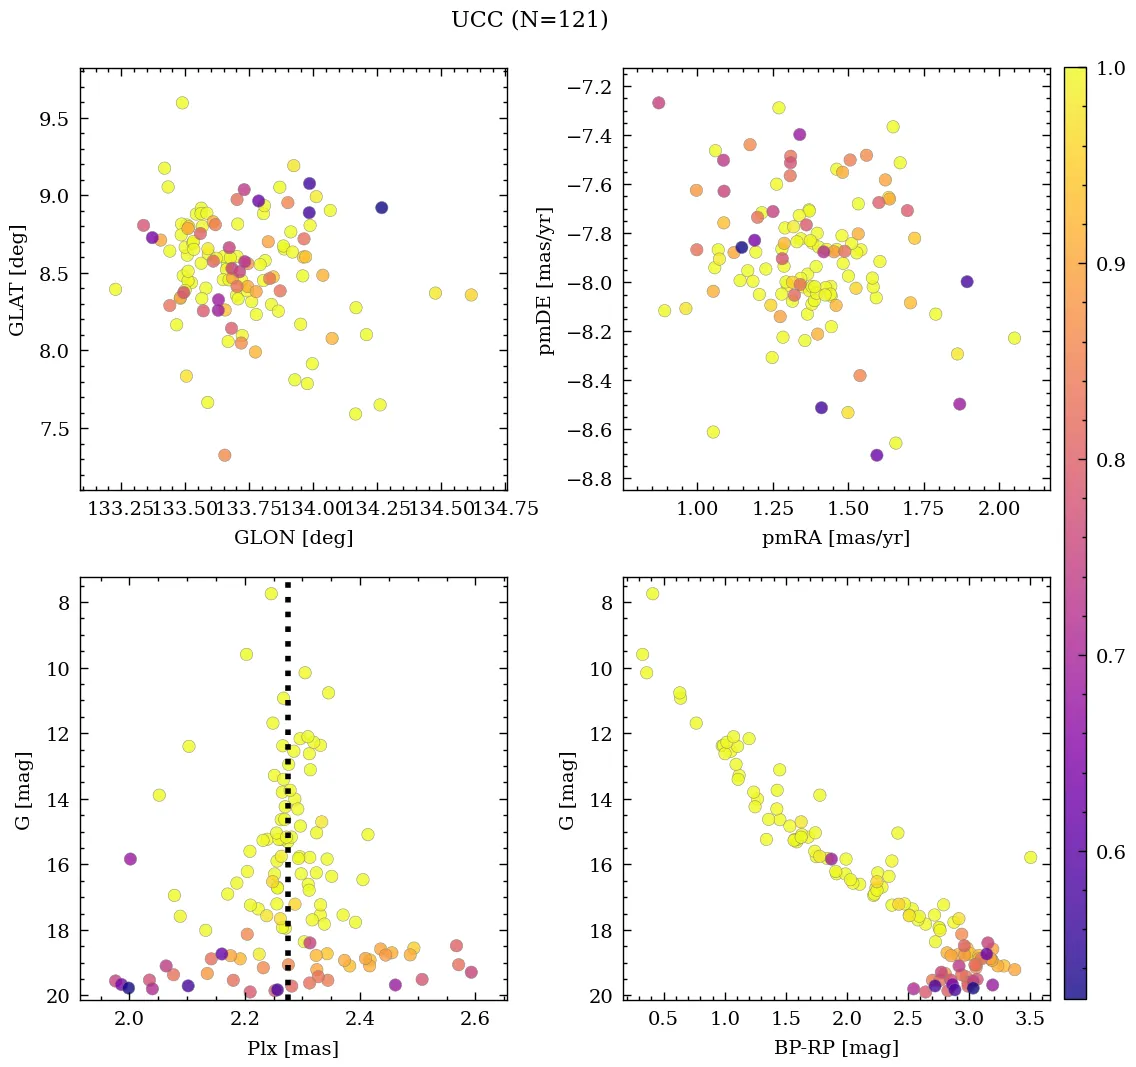 UCC (N=121)
9.5
9.0
8.5
8.0
7.5
GLAT [deg]
133.25 133.50 133.75 134.00 134.25 134.50 134.75
GLON [deg]
−7.2
−7.4
−7.6
−7.8
−8.0
−8.2
−8.4
−8.6
−8.8
pmDE [mas/yr]
1.00 1.25 1.50 1.75 2.00
pmRA [mas/yr]
1.0
0.9
0.8
0.7
0.6
8
10
12
14
16
18
20
G [mag]
2.0 2.2 2.4 2.6
Plx [mas]
8
10
12
14
16
18
20
G [mag]
0.5 1.0 1.5 2.0 2.5 3.0 3.5
BP-RP [mag]